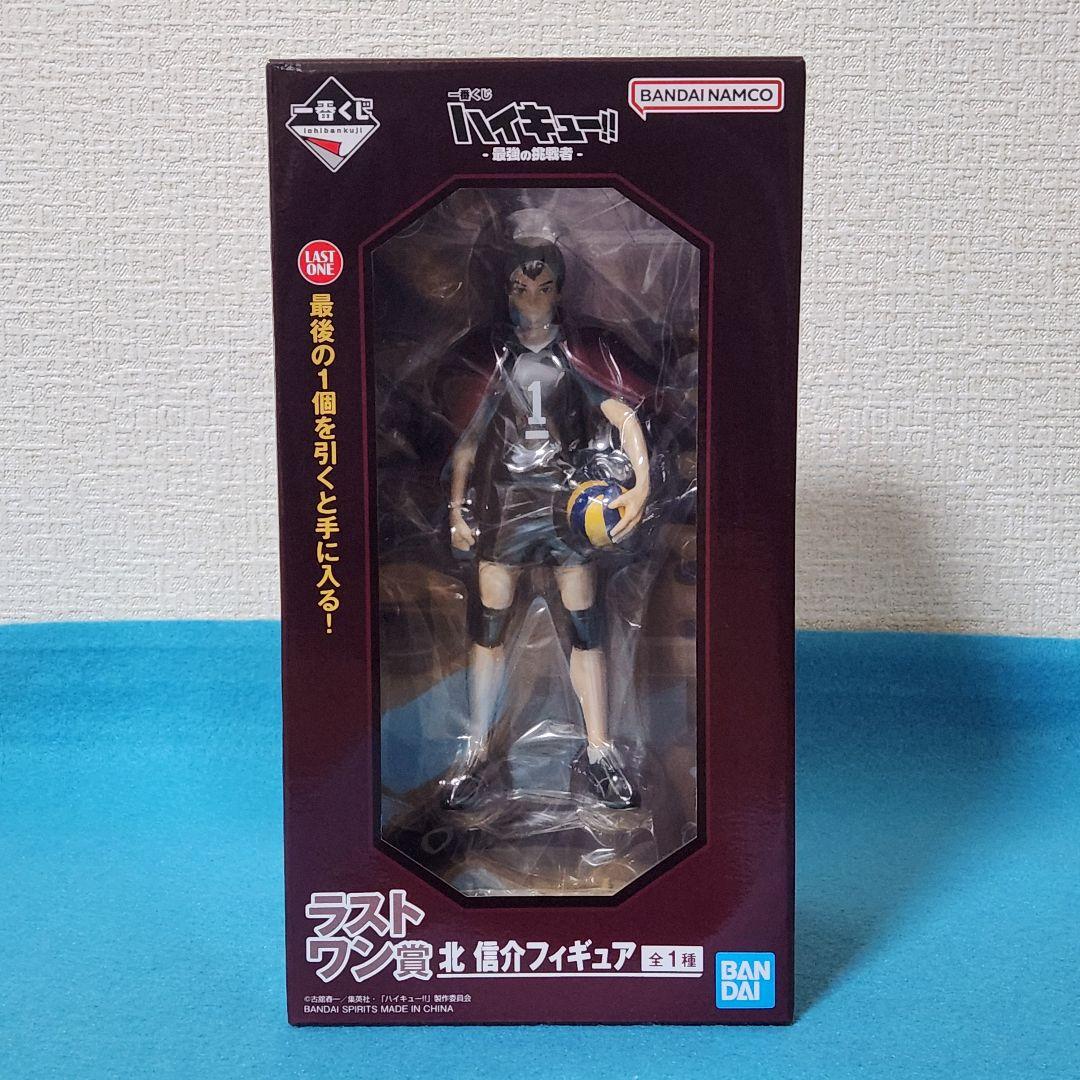 一番くじ
ichibankuji
一番くじ
ハイキュー!!
- 最強の挑戦者 -
BANDAI NAMCO
LAST
ONE
最後の1個を引くと手に入る！
1
ラスト
ワン賞
北 信介フィギュア
全1種
BAN
DAI
©古舘春一／集英社・「ハイキュー!!」製作委員会
BANDAI SPIRITS MADE IN CHINA